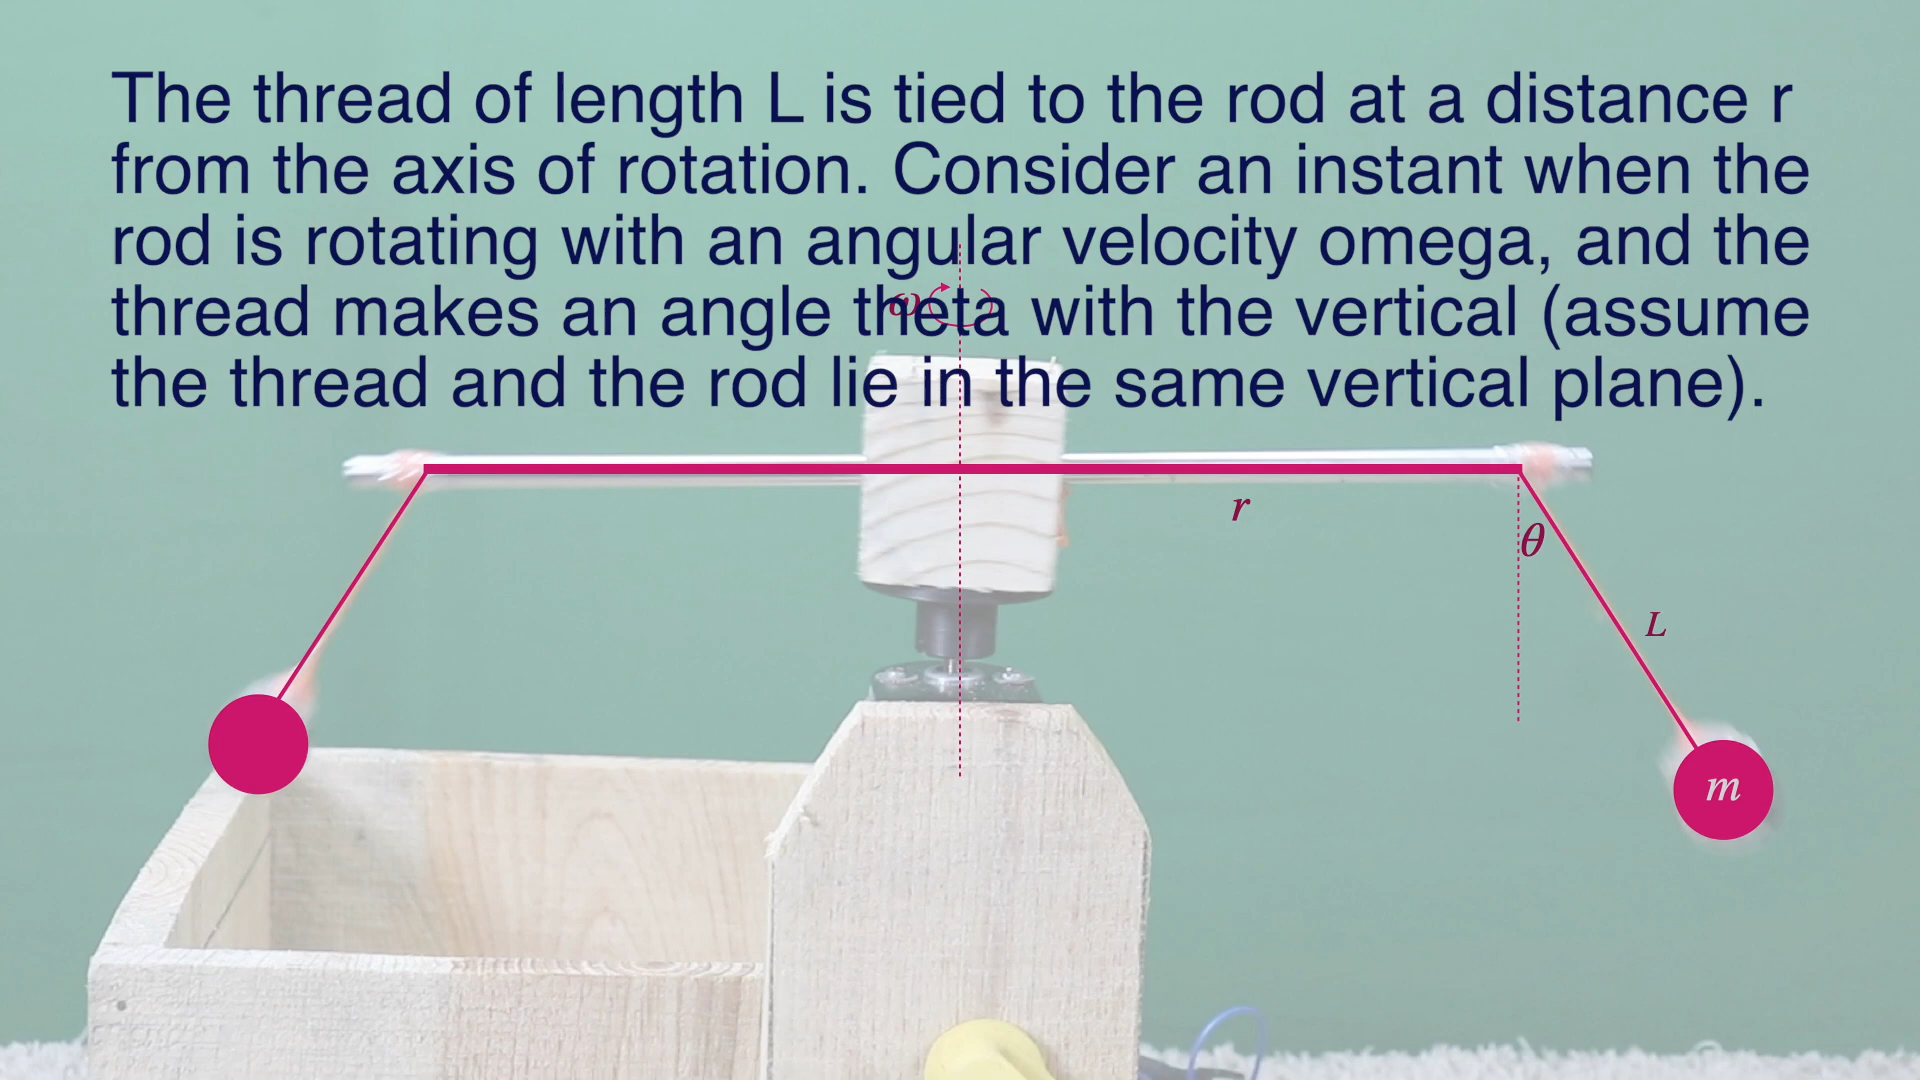 The thread of length L is tied to the rod at a distance r
from the axis of rotation. Consider an instant when the
rod is rotating with an angular velocity omega, and the
thread makes an angle theta with the vertical (assume
the thread and the rod lie in the same vertical plane).
ω
r
θ
L
m